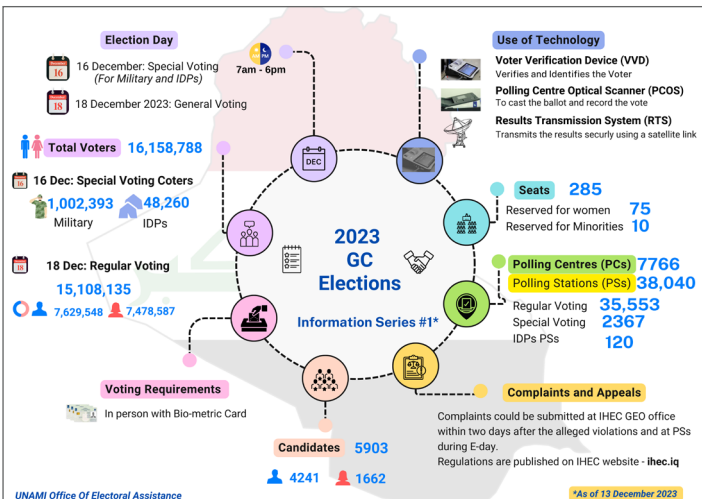 Election Day
16
16 December: Special Voting
(For Military and IDPs)
7am - 6pm
18
18 December 2023: General Voting
Use of Technology
Voter Verification Device (VVD)
Verifies and Identifies the Voter
Polling Centre Optical Scanner (PCOS)
To cast the ballot and record the vote
Results Transmission System (RTS)
Transmits the results securly using a satellite link
DEC
Total Voters 16,158,788
16
16 Dec: Special Voting Coters
1,002,393 48,260
Military IDPs
18
18 Dec: Regular Voting
15,108,135
7,629,548 7,478,587
2023
GC
Elections
Information Series #1*
Seats 285
Reserved for women 75
Reserved for Minorities 10
Polling Centres (PCs) 7766
Polling Stations (PSs) 38,040
Regular Voting 35,553
Special Voting 2367
IDPs PSs 120
Voting Requirements
In person with Bio-metric Card
Candidates 5903
4241 1662
Complaints and Appeals
Complaints could be submitted at IHEC GEO office
within two days after the alleged violations and at PSs
during E-day.
Regulations are published on IHEC website - ihec.iq
UNAMI Office Of Electoral Assistance
*As of 13 December 2023